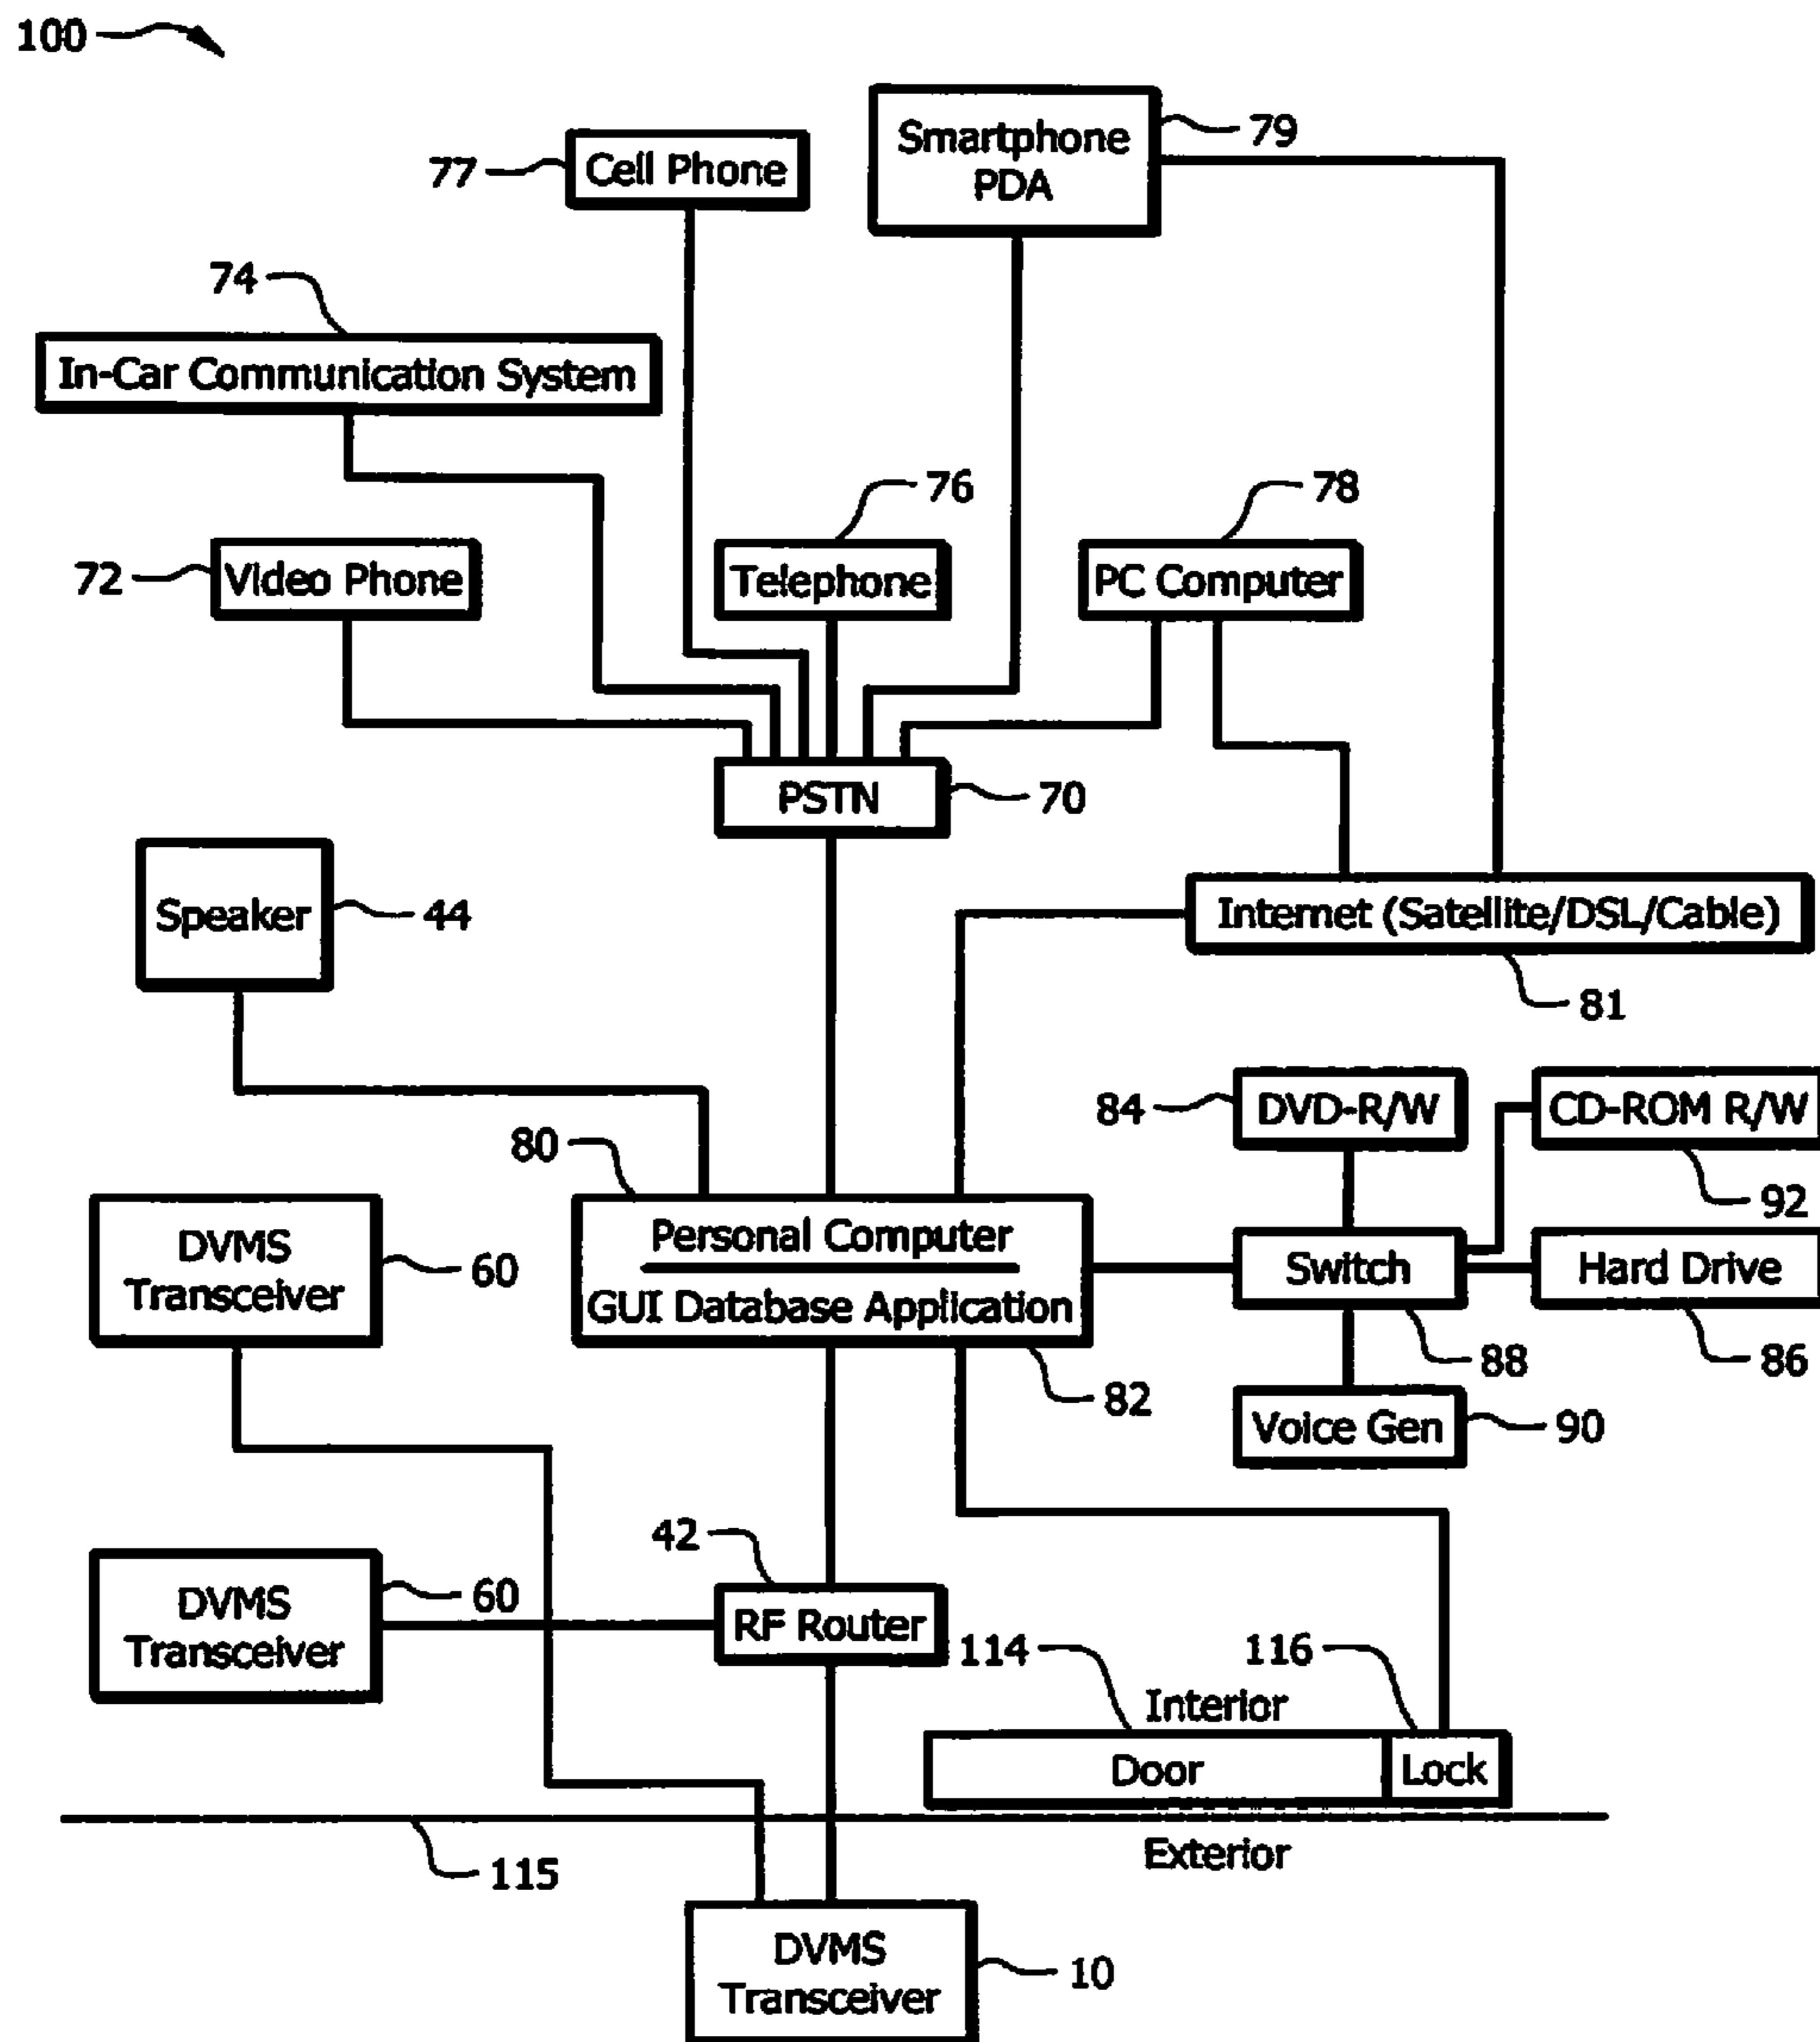 100
Smartphone
PDA
79
77
Cell Phone
74
In-Car Communication System
76
78
72
Video Phone
Telephone
PC Computer
PSTN
70
Speaker
44
Internet (Satellite/DSL/Cable)
81
84
DVD-R/W
CD-ROM R/W
92
80
DVMS
Transceiver
60
Personal Computer
GUI Database Application
82
Switch
88
Hard Drive
86
Voice Gen
90
42
DVMS
Transceiver
60
RF Router
114
116
Interior
Door
Lock
115
Exterior
DVMS
Transceiver
10